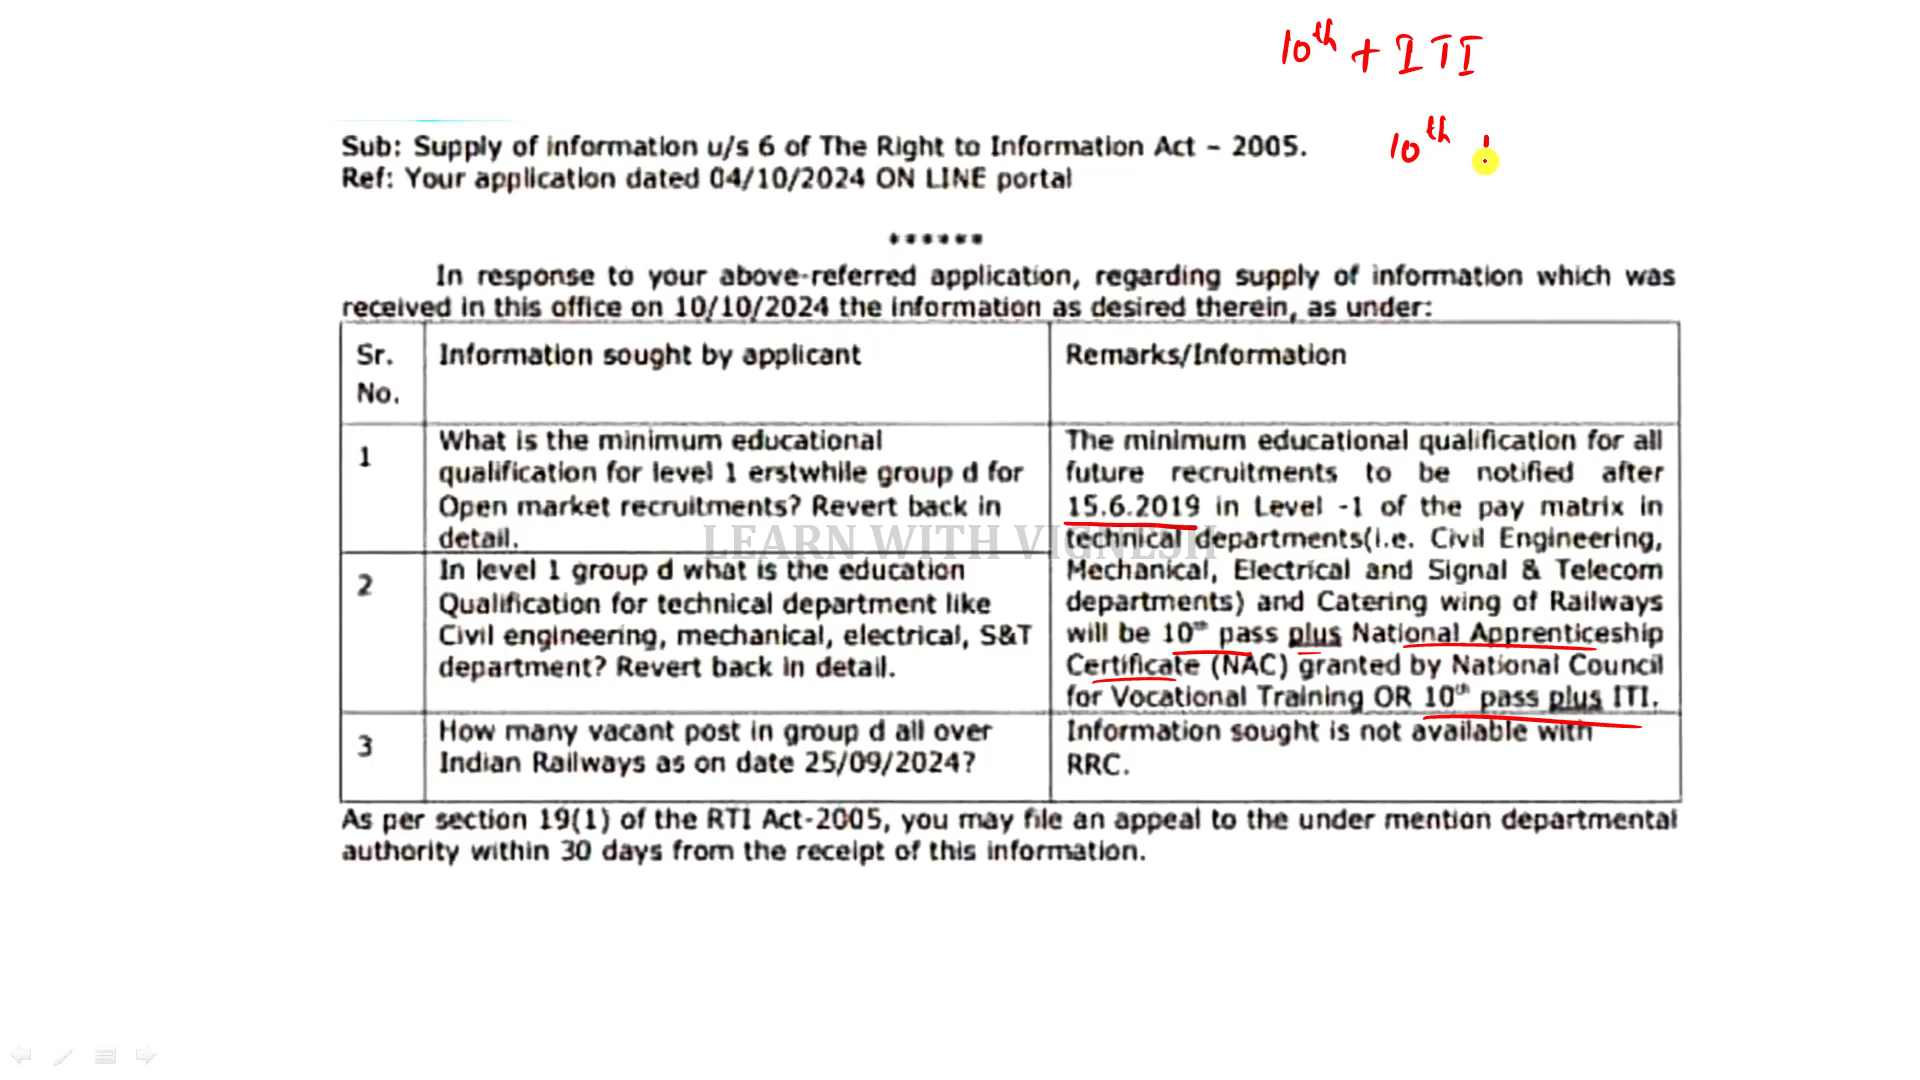 10th + ITI
10th
Sub: Supply of information u/s 6 of The Right to Information Act – 2005.
Ref: Your application dated 04/10/2024 ON LINE portal
******
In response to your above-referred application, regarding supply of information which was
received in this office on 10/10/2024 the information as desired therein, as under:
Sr.
No.
Information sought by applicant
Remarks/Information
1
What is the minimum educational
qualification for level 1 erstwhile group d for
Open market recruitments? Revert back in
detail.
2
In level 1 group d what is the education
Qualification for technical department like
Civil engineering, mechanical, electrical, S&T
department? Revert back in detail.
The minimum educational qualification for all
future recruitments to be notified after
15.6.2019 in Level -1 of the pay matrix in
technical departments(i.e. Civil Engineering,
Mechanical, Electrical and Signal & Telecom
departments) and Catering wing of Railways
will be 10th pass plus National Apprenticeship
Certificate (NAC) granted by National Council
for Vocational Training OR 10th pass plus ITI.
3
How many vacant post in group d all over
Indian Railways as on date 25/09/2024?
Information sought is not available with
RRC.
As per section 19(1) of the RTI Act-2005, you may file an appeal to the under mention departmental
authority within 30 days from the receipt of this information.
LEARN WITH VIGNESH